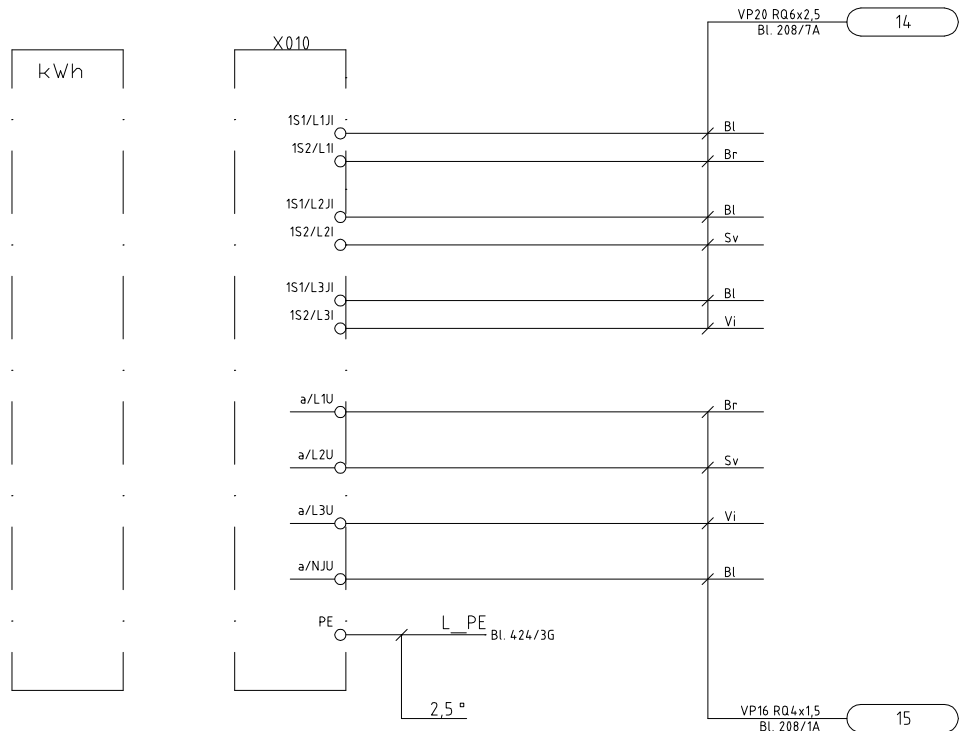 VP20 RQ6x2,5
14
Bl. 208/7A
X010
kWh
1S1/L1JI
Bl
1S2/L1I
Br
1S1/L2JI
Bl
1S2/L2I
Sv
1S1/L3JI
Bl
1S2/L3I
Vi
a/L1U
Br
a/L2U
Sv
a/L3U
Vi
a/NJU
Bl
PE
L__PE
Bl. 424/3G
2,5 ¤
VP16 RQ4x1,5
15
Bl. 208/1A